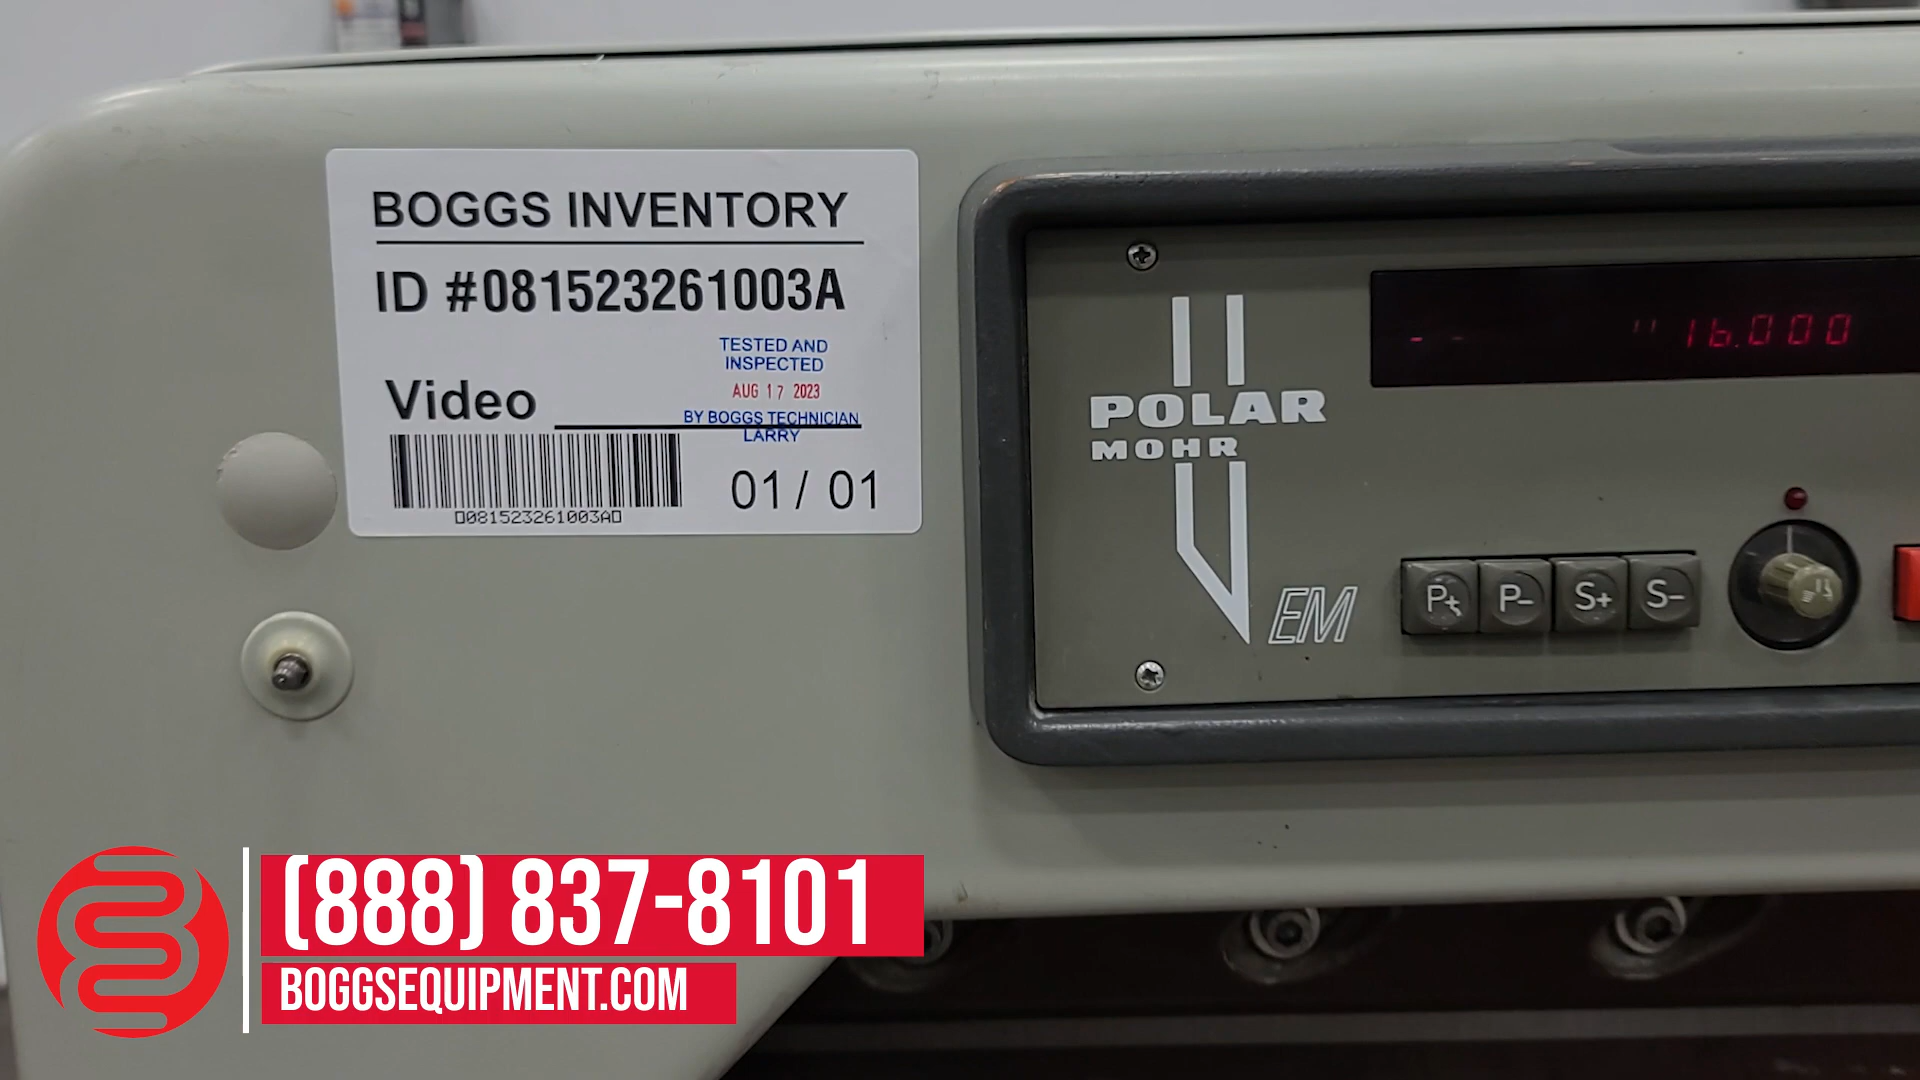 BOGGS INVENTORY
ID #081523261003A
TESTED AND
INSPECTED
AUG 17 2023
Video
BY BOGGS TECHNICIAN
LARRY
01 / 01
081523261003A
16.000
POLAR
MOHR
EM
P+ P- S+ S-
(888) 837-8101
BOGGSEQUIPMENT.COM